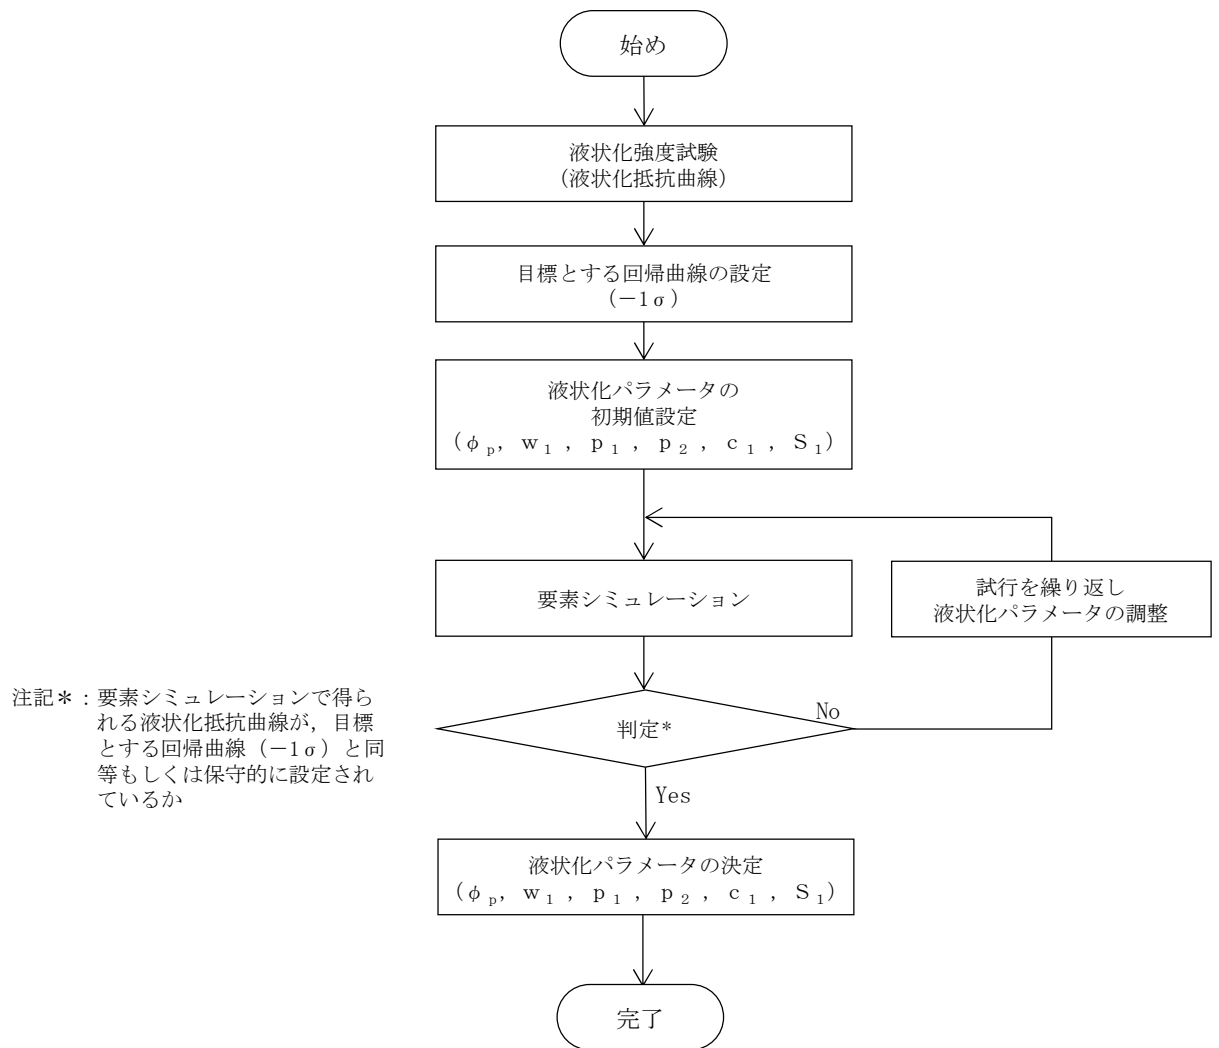 始め
液状化強度試験
(液状化抵抗曲線)
目標とする回帰曲線の設定
(-1σ)
液状化パラメータの
初期値設定
(φp, w1, p1, p2, c1, S1)
要素シミュレーション
試行を繰り返し
液状化パラメータの調整
判定*
No
注記*:要素シミュレーションで得ら
れる液状化抵抗曲線が,目標
とする回帰曲線(-1σ)と同
等もしくは保守的に設定され
ているか
Yes
液状化パラメータの決定
(φp, w1, p1, p2, c1, S1)
完了